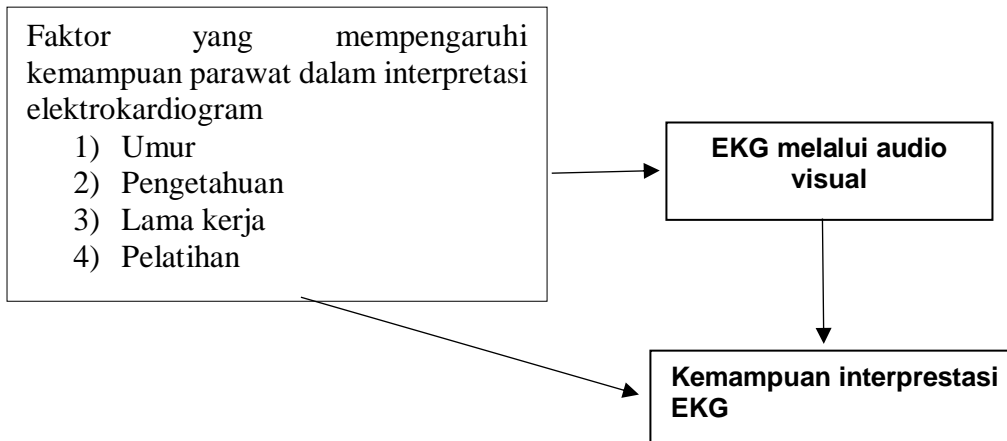 Faktor yang mempengaruhi
kemampuan parawat dalam interpretasi
elektrokardiogram
1) Umur
2) Pengetahuan
3) Lama kerja
4) Pelatihan
EKG melalui audio
visual
Kemampuan interprestasi
EKG